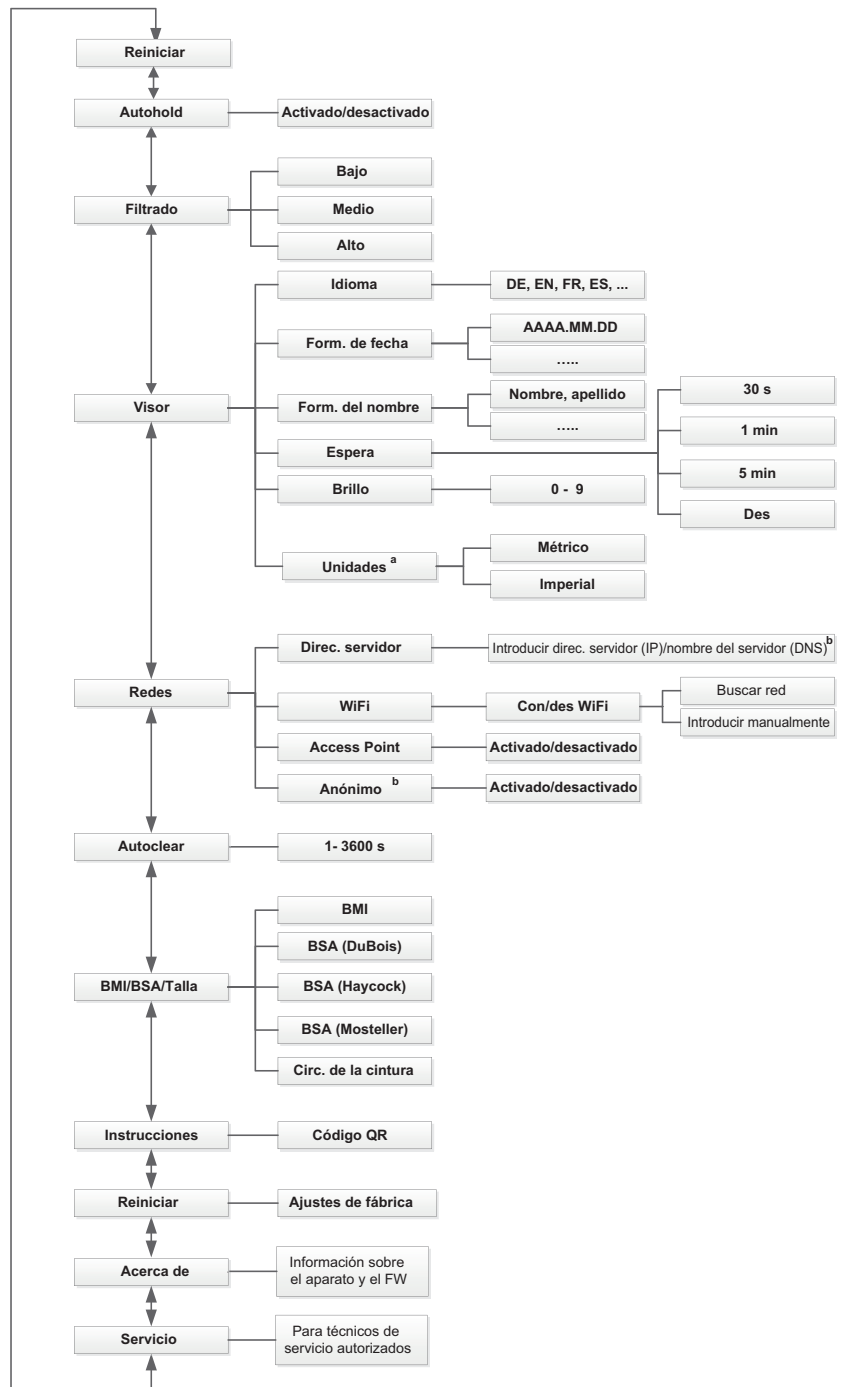 Reiniciar
Autohold
Activado/desactivado
Filtrado
Bajo
Medio
Alto
Visor
Idioma
DE, EN, FR, ES, ...
Form. de fecha
AAAA.MM.DD
.....
Form. del nombre
Nombre, apellido
.....
Espera
30 s
1 min
5 min
Des
Brillo
0 - 9
Unidades a
Métrico
Imperial
Redes
Direc. servidor
Introducir direc. servidor (IP)/nombre del servidor (DNS) b
WiFi
Con/des WiFi
Buscar red
Introducir manualmente
Access Point
Activado/desactivado
Anónimo b
Activado/desactivado
Autoclear
1- 3600 s
BMI/BSA/Talla
BMI
BSA (DuBois)
BSA (Haycock)
BSA (Mosteller)
Circ. de la cintura
Instrucciones
Código QR
Reiniciar
Ajustes de fábrica
Acerca de
Información sobre
el aparato y el FW
Servicio
Para técnicos de
servicio autorizados